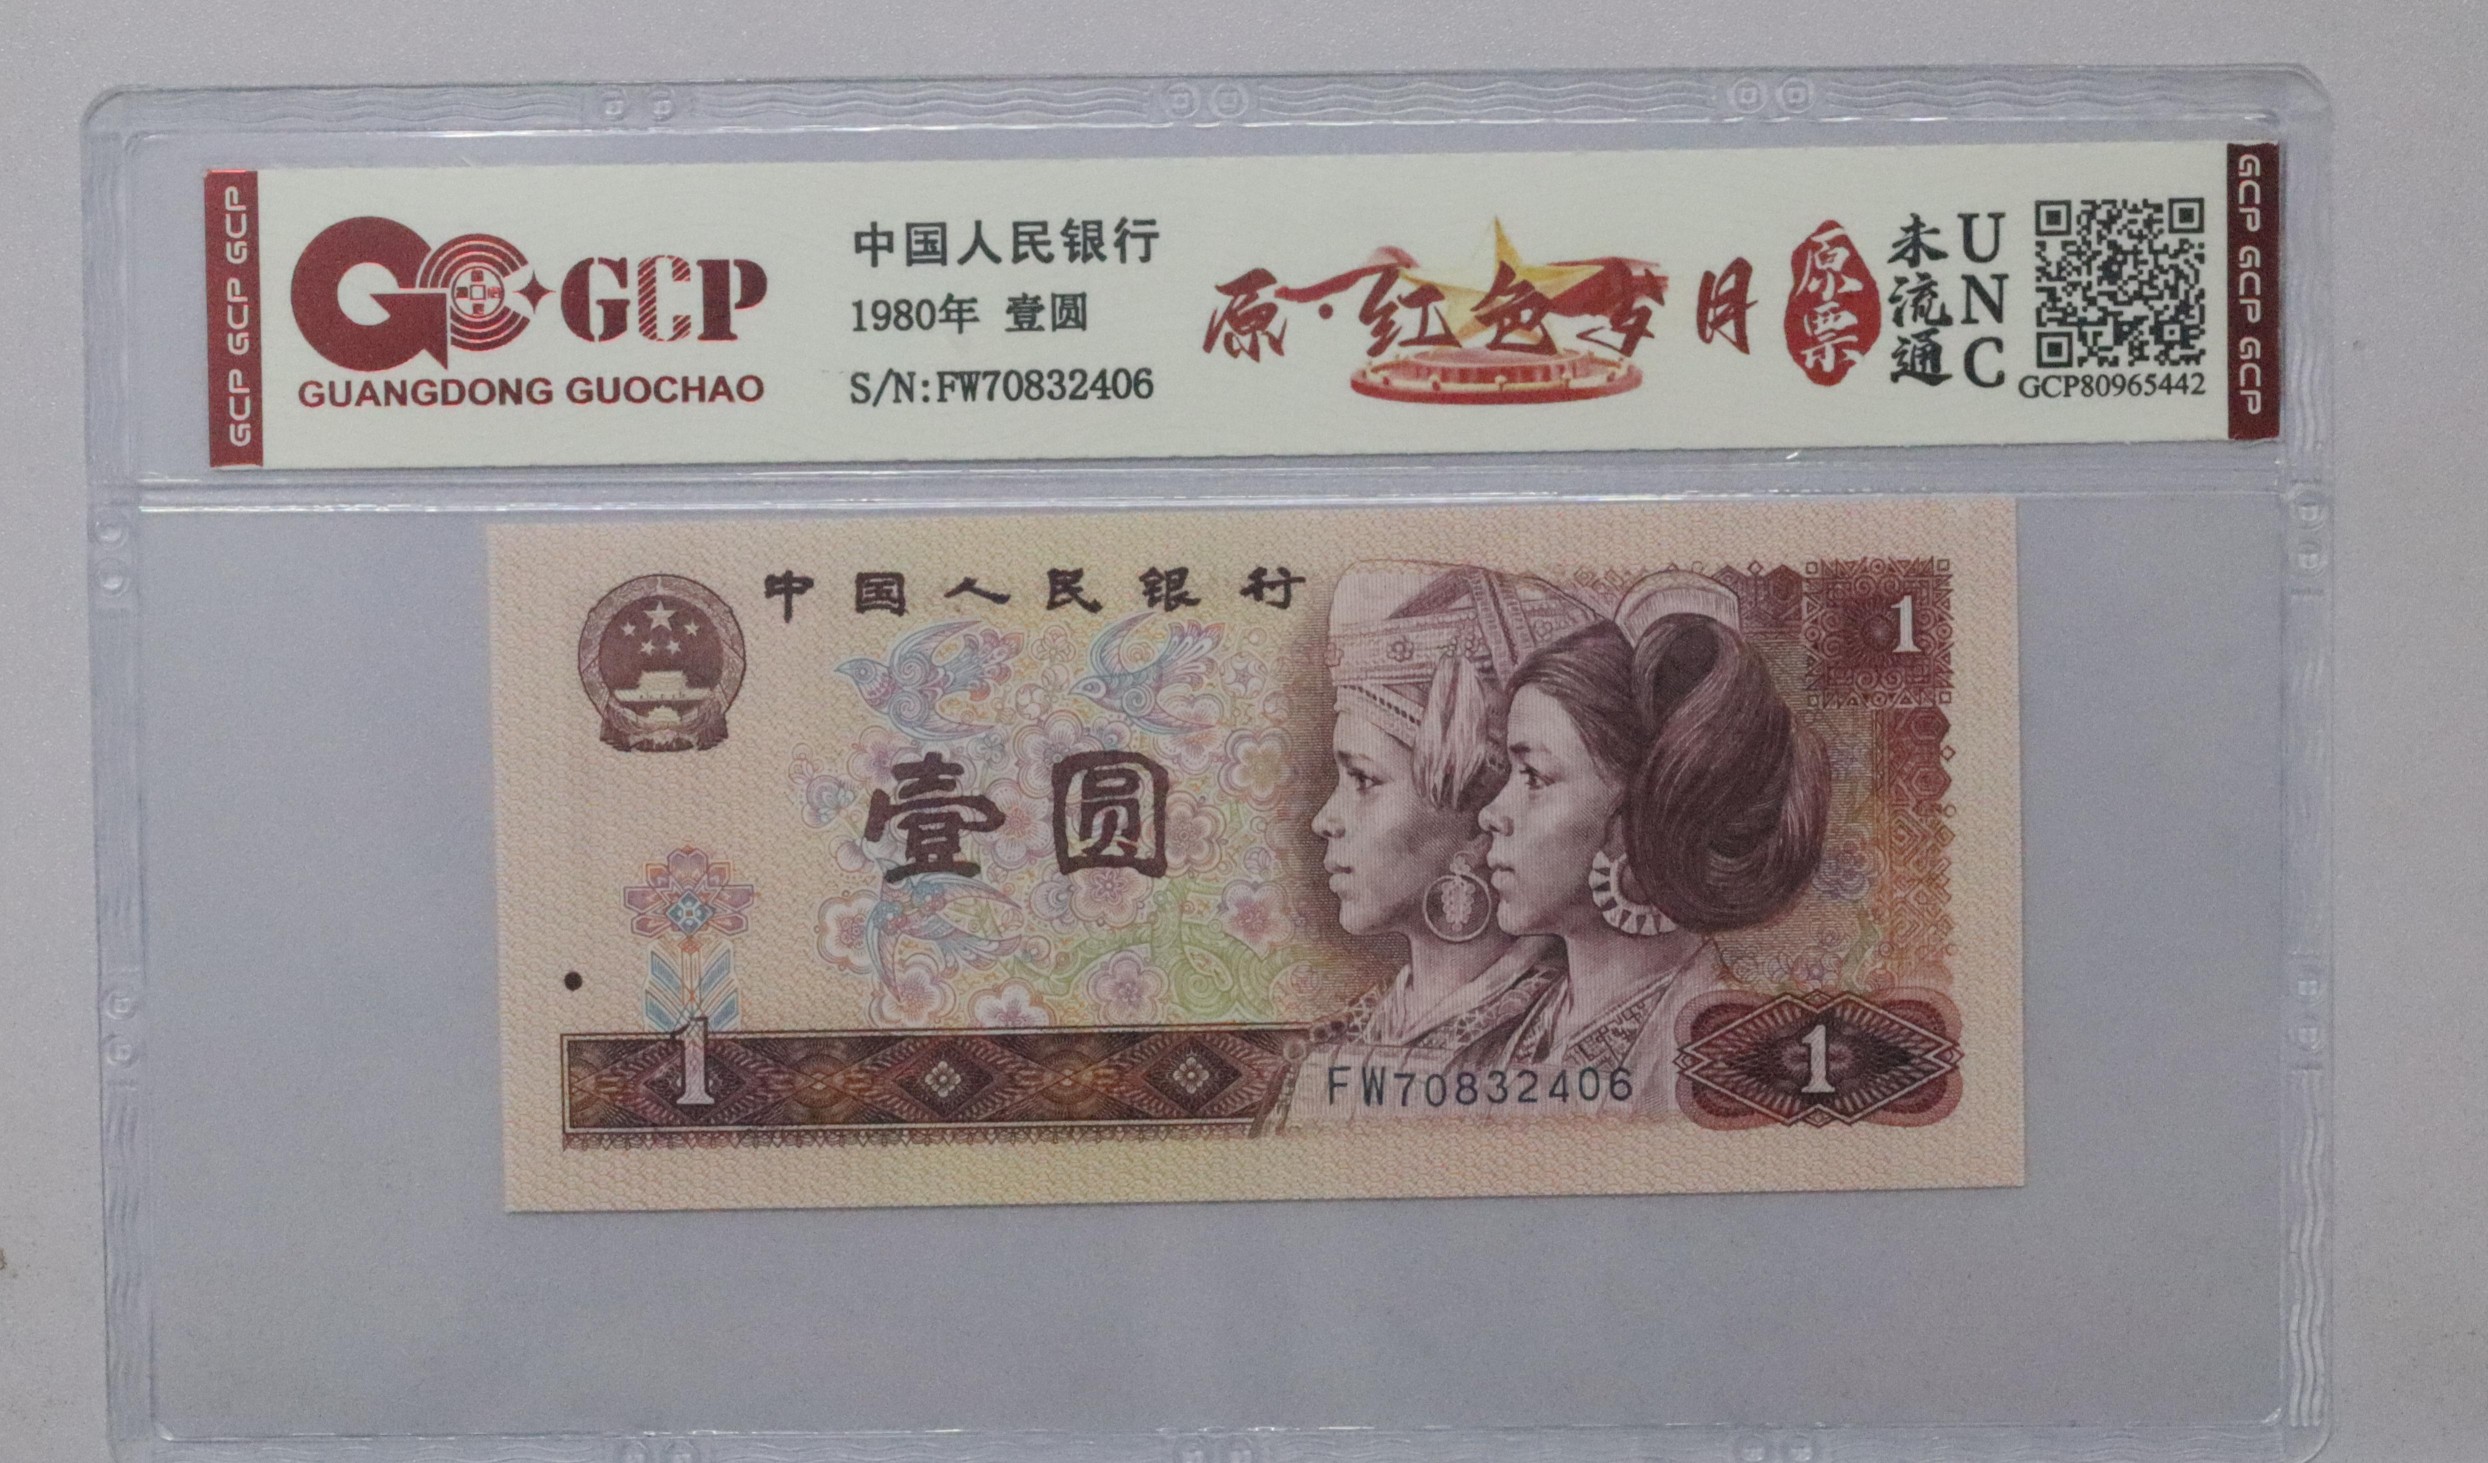 GCP GCP GCP
GCP
GUANGDONG GUOCHAO
中国人民银行
1980年 壹圆
S/N:FW70832406
原·红色岁月
原票
未流通
UNC
GCP80965442
GCP GCP GCP
中国人民银行
1
壹圆
1
FW70832406
1